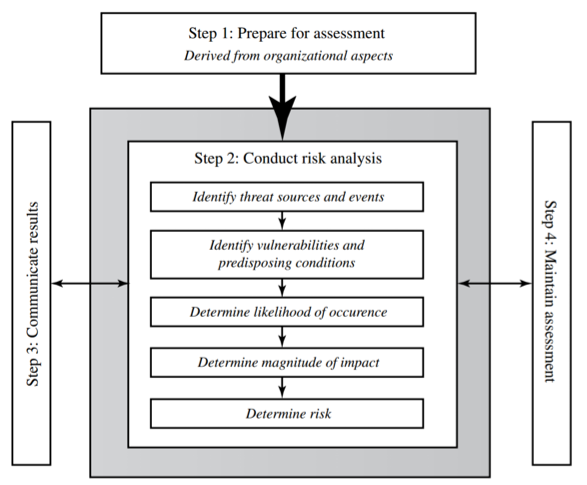 Step 1: Prepare for assessment
Derived from organizational aspects
Step 2: Conduct risk analysis
Identify threat sources and events
Identify vulnerabilities and
predisposing conditions
Determine likelihood of occurence
Determine magnitude of impact
Determine risk
Step 3: Communicate results
Step 4: Maintain assessment